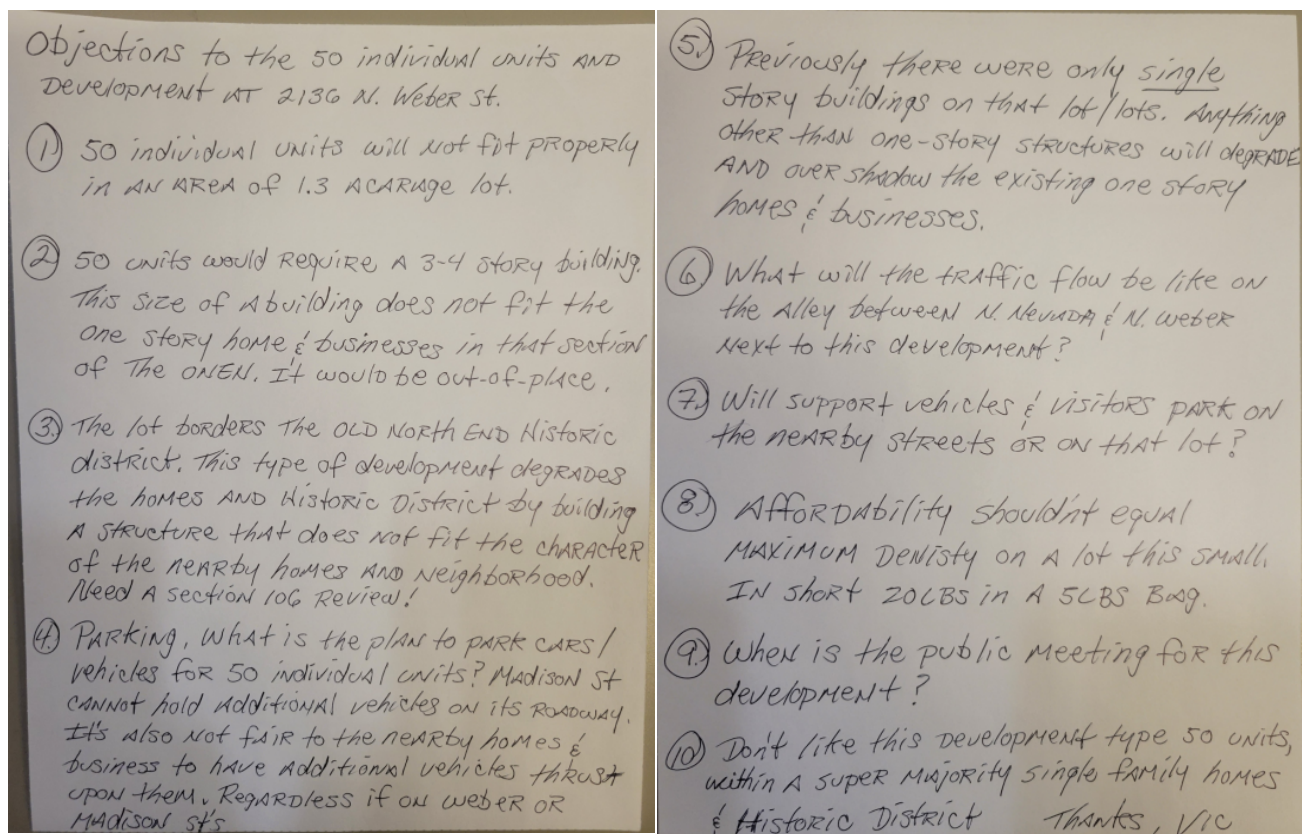 Objections to the 50 individual units and
Development at 2136 N. Weber St.
1.) 50 individual units will not fit properly
in an area of 1.3 acarage lot.
2.) 50 units would require a 3-4 story building.
This size of a building does not fit the
one story home & businesses in that section
of The ONEN. It would be out-of-place.
3.) The lot borders The OLD NORTH END Historic
district. This type of development degrades
the homes and Historic District by building
a structure that does not fit the character
of the nearby homes and neighborhood.
Need a section 106 Review!
4.) Parking, what is the plan to park cars/
vehicles for 50 individual units? Madison St
cannot hold additional vehicles on its roadway.
It's also not fair to the nearby homes &
business to have additional vehicles thrust
upon them. Regardless if on Weber or
Madison St's
5.) Previously there were only single
story buildings on that lot/lots. Anything
other than one-story structures will degrade
and over shadow the existing one story
homes & businesses.
6.) What will the traffic flow be like on
the Alley between N. Nevada & N. Weber
next to this development?
7.) Will support vehicles & visitors park on
the nearby streets or on that lot?
8.) Affordability should'nt equal
maximum denisty on a lot this small.
In short 20LBS in a 5LBS Bag.
9.) When is the public meeting for this
development?
10.) Don't like this development type 50 units,
within a super majority single family homes
& Historic District Thanks, Vic